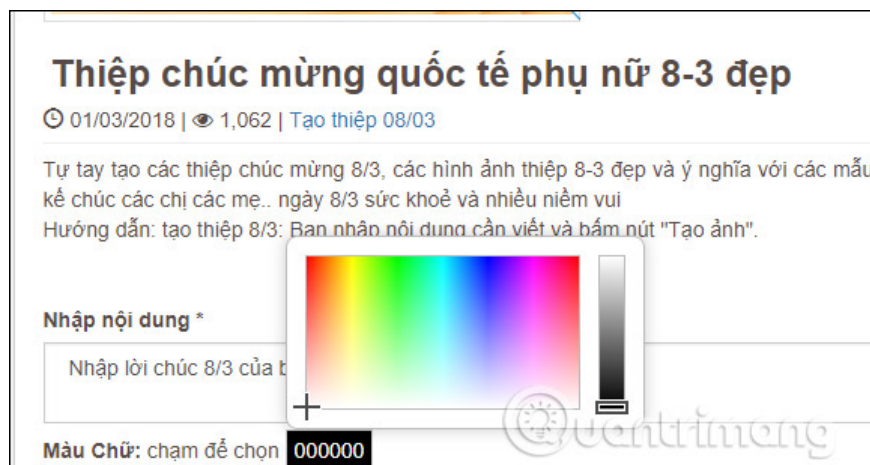 Thiệp chúc mừng quốc tế phụ nữ 8-3 đẹp
01/03/2018 | 1,062 | Tạo thiệp 08/03
Tự tay tạo các thiệp chúc mừng 8/3, các hình ảnh thiệp 8-3 đẹp và ý nghĩa với các mẫu
kế chúc các chị các mẹ.. ngày 8/3 sức khoẻ và nhiều niềm vui
Hướng dẫn: tạo thiệp 8/3: Bạn nhập nội dung cần viết và bấm nút "Tạo ảnh".
Nhập nội dung *
Nhập lời chúc 8/3 của
Màu Chữ: chạm để chọn 000000
Quantrimang